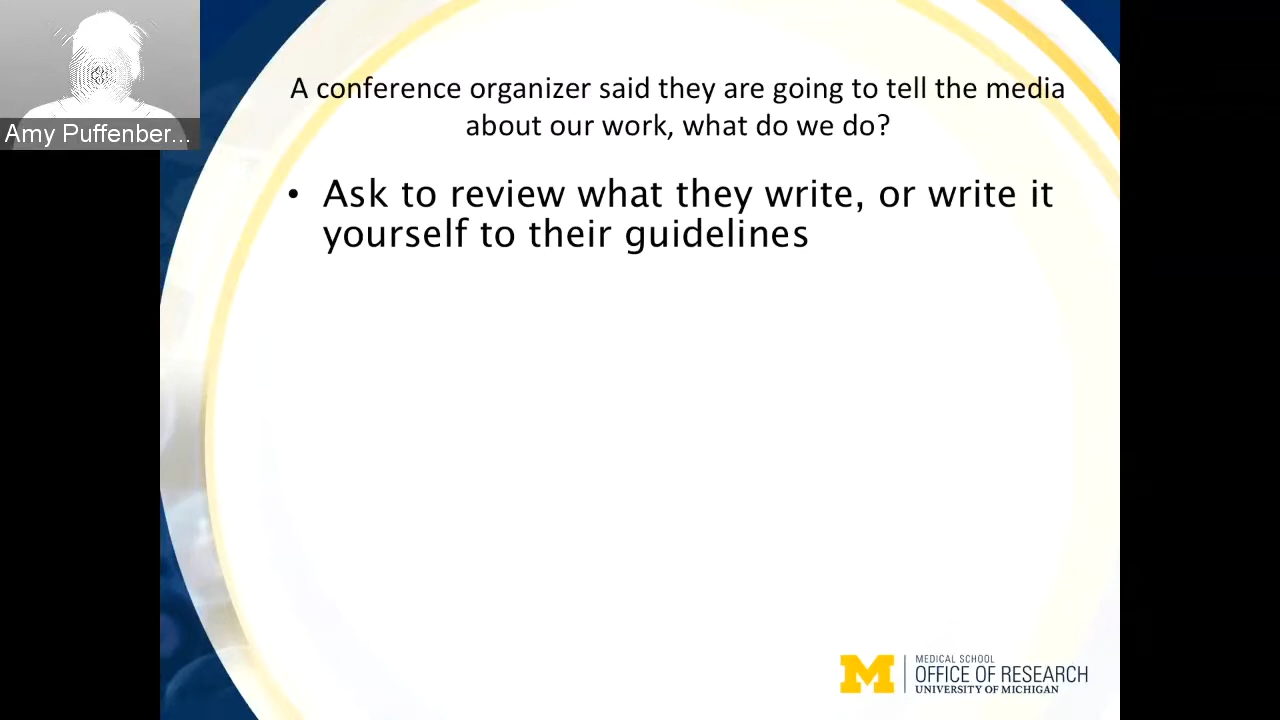 Amy Puffenber...
A conference organizer said they are going to tell the media
about our work, what do we do?
• Ask to review what they write, or write it
yourself to their guidelines
M
MEDICAL SCHOOL
OFFICE OF RESEARCH
UNIVERSITY OF MICHIGAN